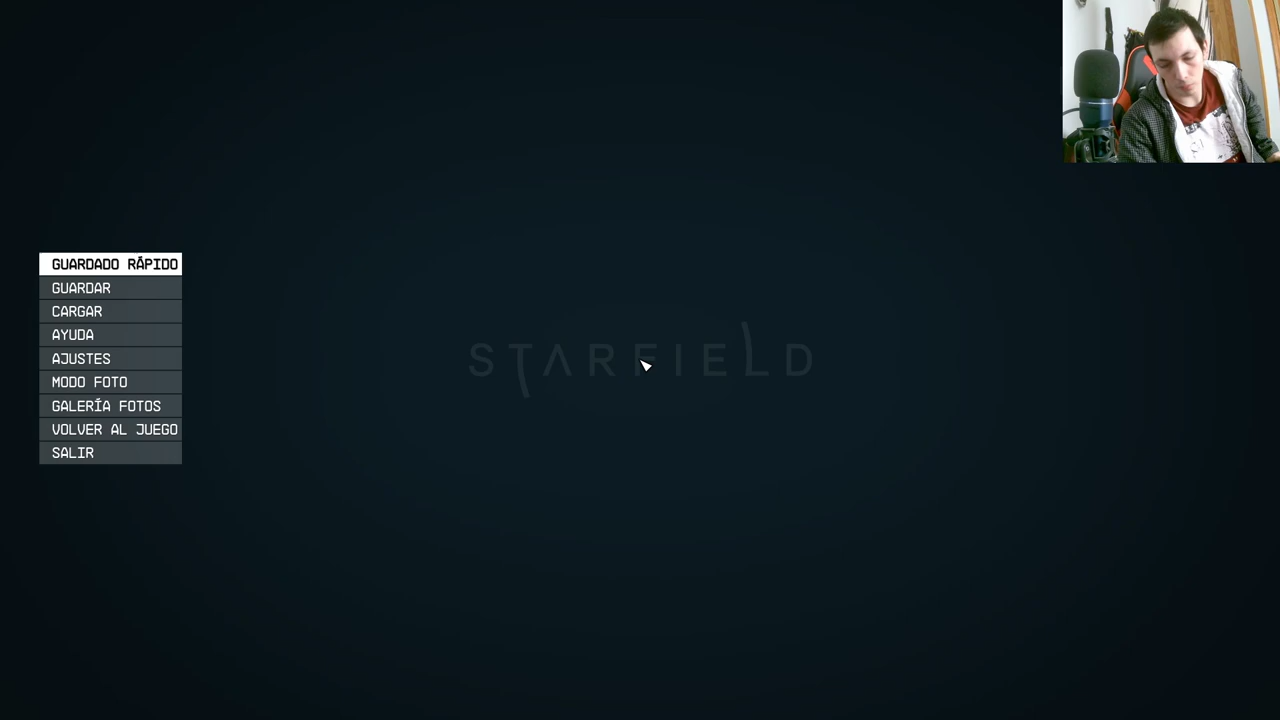 GUARDADO RÁPIDO
GUARDAR
CARGAR
AYUDA
AJUSTES
MODO FOTO
GALERÍA FOTOS
VOLVER AL JUEGO
SALIR
STARFIELD